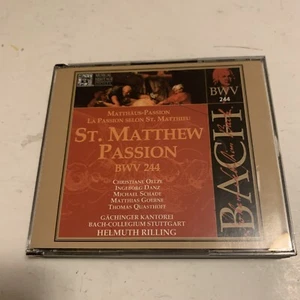 Matthäus-Passion
La Passion selon St. Matthieu
St. Matthew
Passion
BWV 244
Christiane Oelze
Ingeborg Danz
Michael Schade
Matthias Goerne
Thomas Quasthoff
Gächinger Kantorei
Bach-Collegium Stuttgart
Helmuth Rilling
BWV
244
BACH